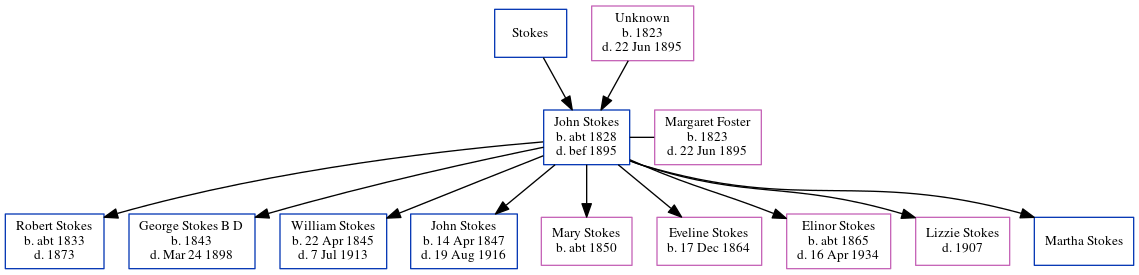 Stokes
Unknown
b. 1823
d. 22 Jun 1895
John Stokes
b. abt 1828
d. bef 1895
Margaret Foster
b. 1823
d. 22 Jun 1895
Robert Stokes
b. abt 1833
d. 1873
George Stokes B D
b. 1843
d. Mar 24 1898
William Stokes
b. 22 Apr 1845
d. 7 Jul 1913
John Stokes
b. 14 Apr 1847
d. 19 Aug 1916
Mary Stokes
b. abt 1850
Eveline Stokes
b. 17 Dec 1864
Elinor Stokes
b. abt 1865
d. 16 Apr 1934
Lizzie Stokes
d. 1907
Martha Stokes